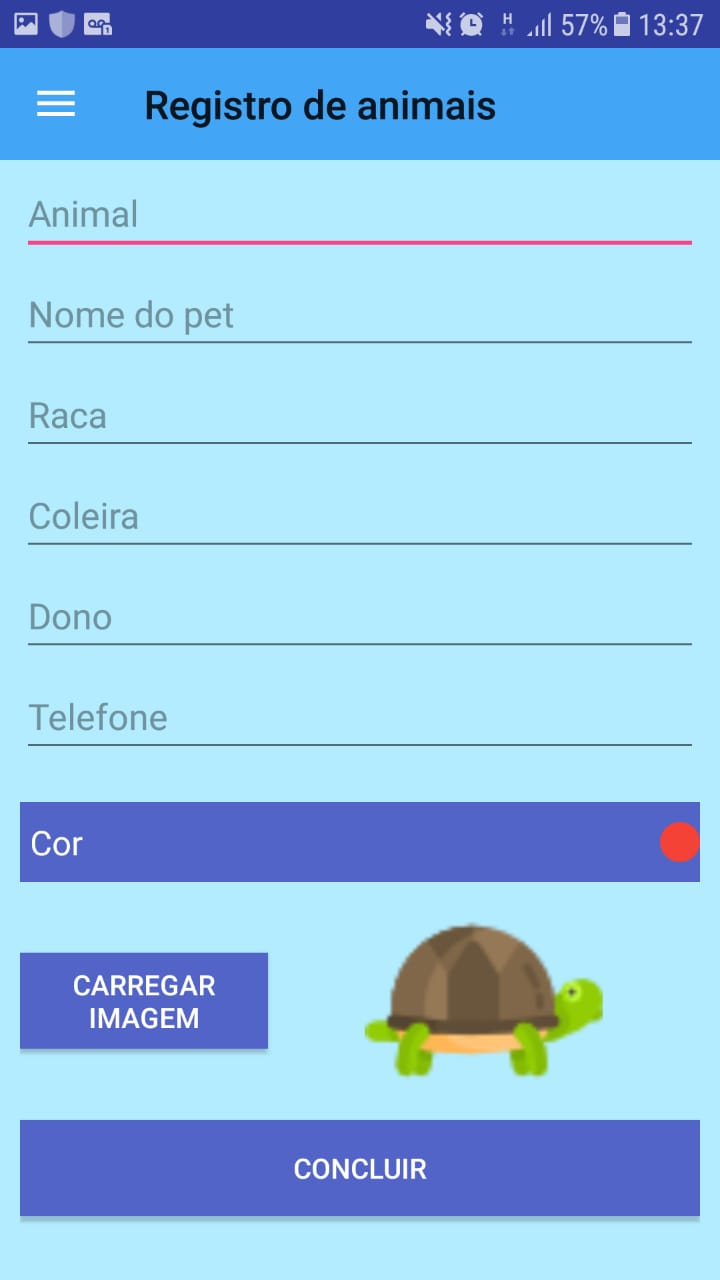 H 57% 13:37
Registro de animais
Animal
Nome do pet
Raca
Coleira
Dono
Telefone
Cor
CARREGAR
IMAGEM
CONCLUIR